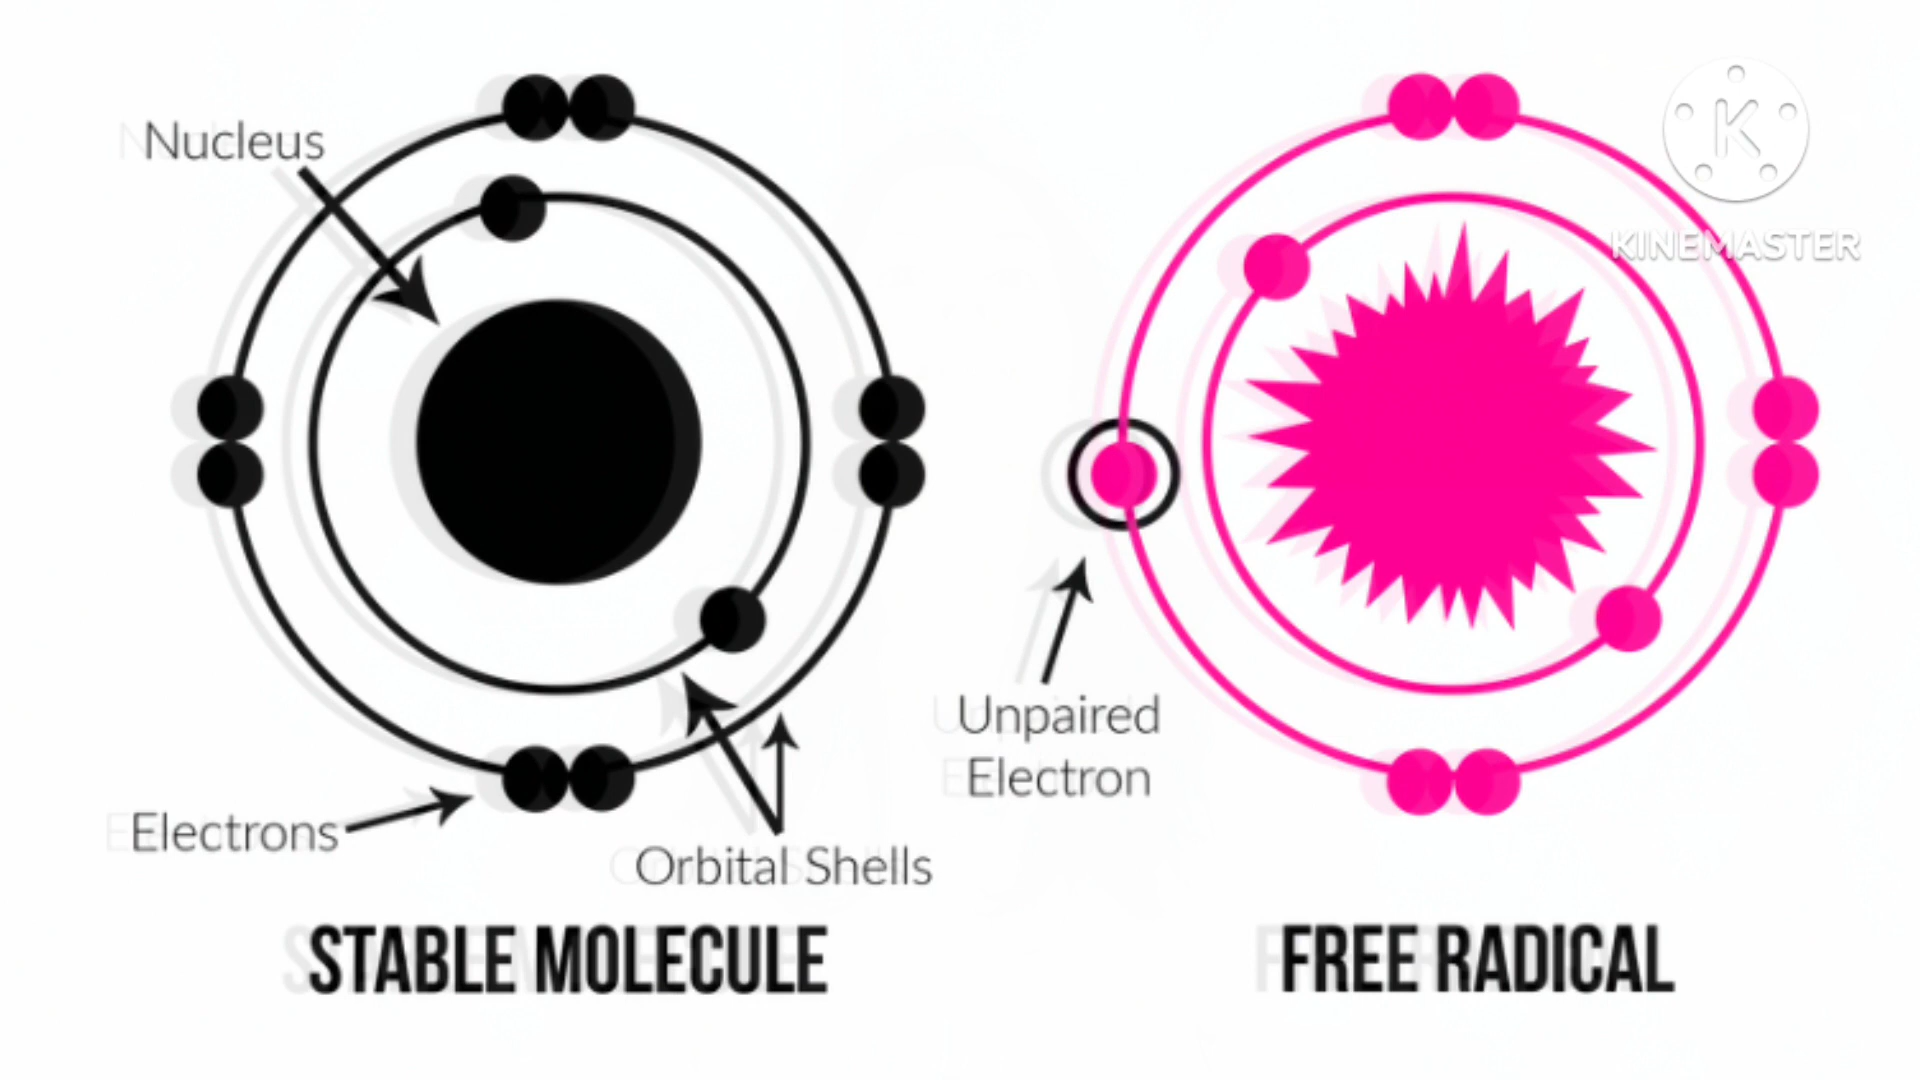 Nucleus
K
KINEMASTER
Unpaired
Electron
Electrons
Orbital Shells
STABLE MOLECULE
FREE RADICAL